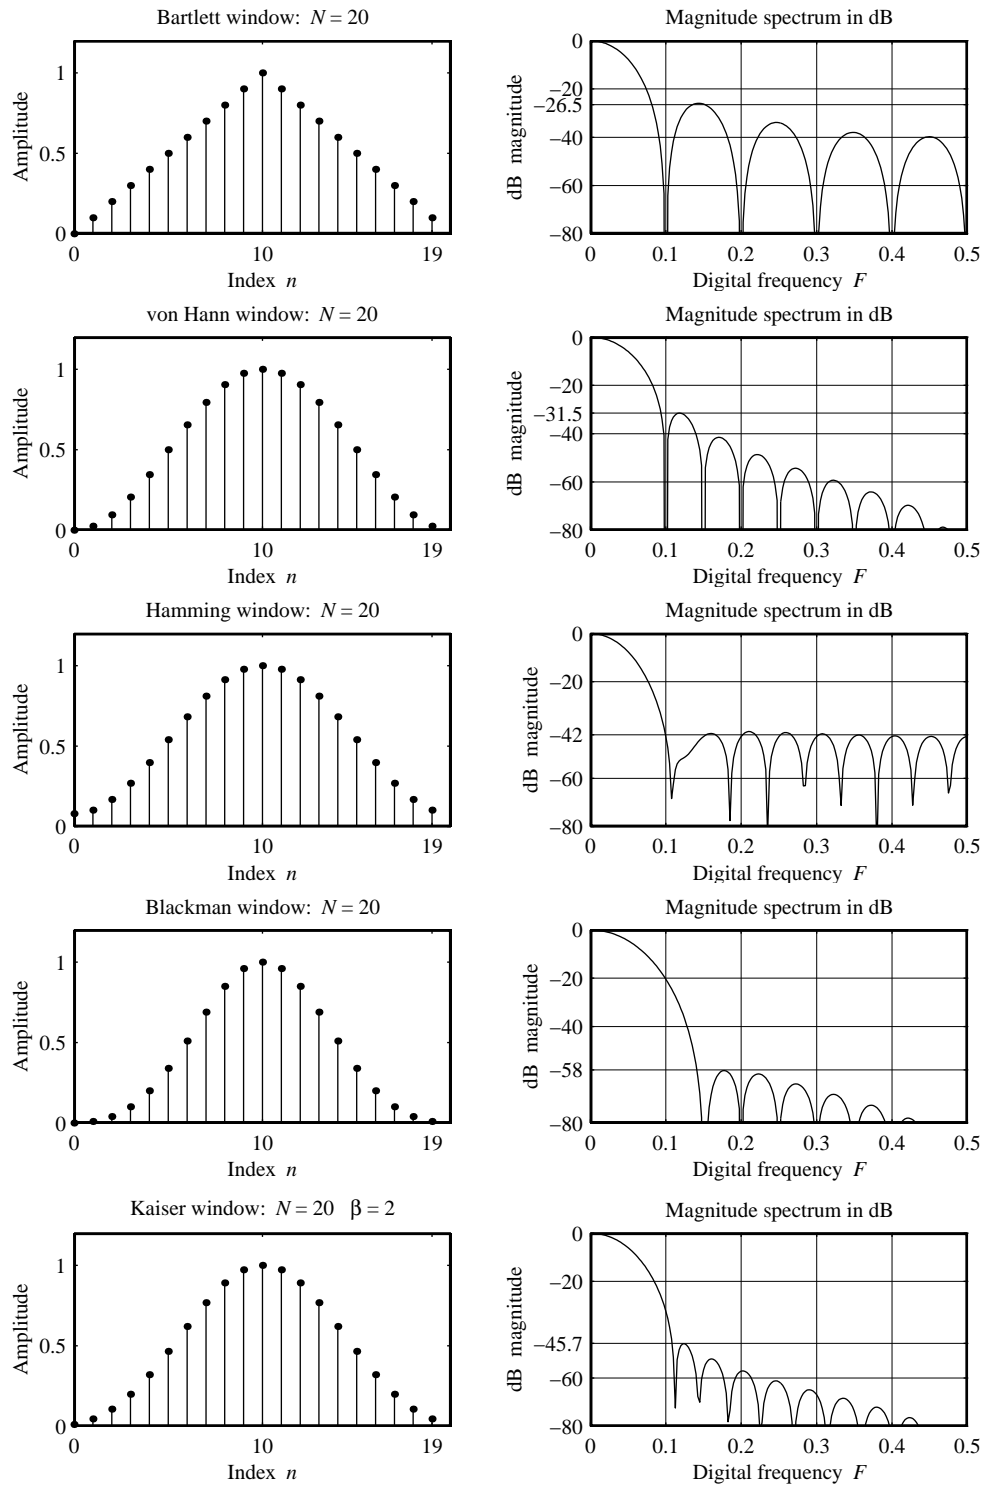 Bartlett window: N = 20
Magnitude spectrum in dB
Amplitude
1
0.5
0
0
10
19
Index n
dB magnitude
0
−20
−26.5
−40
−60
−80
0
0.1
0.2
0.3
0.4
0.5
Digital frequency F
von Hann window: N = 20
Magnitude spectrum in dB
Amplitude
1
0.5
0
0
10
19
Index n
dB magnitude
0
−20
−31.5
−40
−60
−80
0
0.1
0.2
0.3
0.4
0.5
Digital frequency F
Hamming window: N = 20
Magnitude spectrum in dB
Amplitude
1
0.5
0
0
10
19
Index n
dB magnitude
0
−20
−42
−60
−80
0
0.1
0.2
0.3
0.4
0.5
Digital frequency F
Blackman window: N = 20
Magnitude spectrum in dB
Amplitude
1
0.5
0
0
10
19
Index n
dB magnitude
0
−20
−40
−58
−80
0
0.1
0.2
0.3
0.4
0.5
Digital frequency F
Kaiser window: N = 20 β = 2
Magnitude spectrum in dB
Amplitude
1
0.5
0
0
10
19
Index n
dB magnitude
0
−20
−45.7
−60
−80
0
0.1
0.2
0.3
0.4
0.5
Digital frequency F